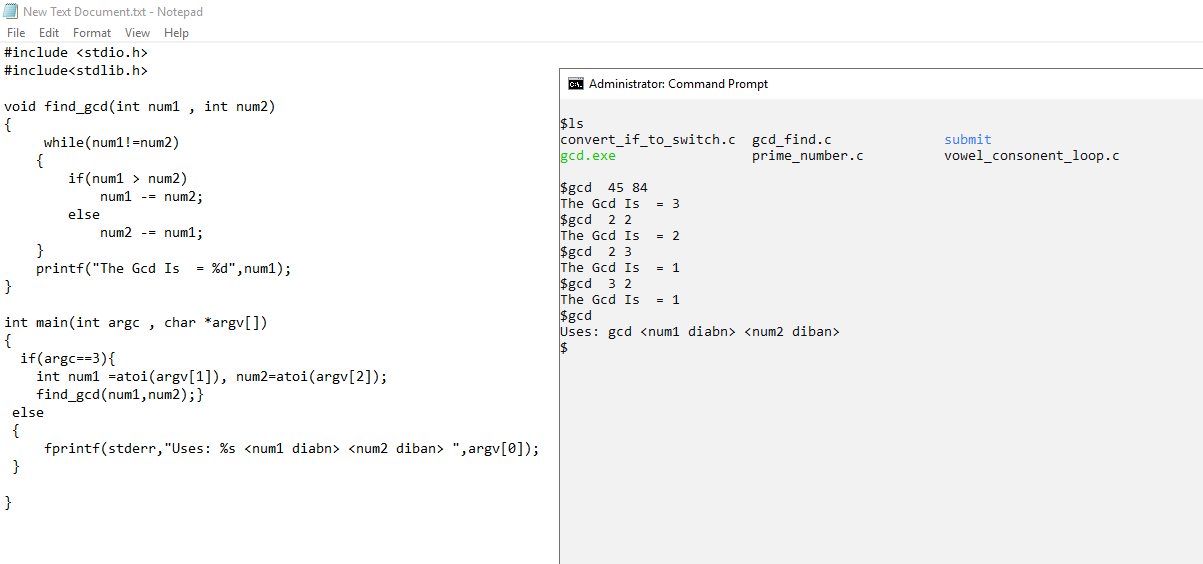 New Text Document.txt - Notepad
File Edit Format View Help
#include <stdio.h>
#include<stdlib.h>
void find_gcd(int num1 , int num2)
{
     while(num1!=num2)
    {
        if(num1 > num2)
            num1 -= num2;
        else
            num2 -= num1;
    }
    printf("The Gcd Is  = %d",num1);
}
int main(int argc , char *argv[])
{
  if(argc==3){
    int num1 =atoi(argv[1]), num2=atoi(argv[2]);
    find_gcd(num1,num2);}
 else
 {
     fprintf(stderr,"Uses: %s <num1 diabn> <num2 diban> ",argv[0]);
 }
}
Administrator: Command Prompt
$ls
convert_if_to_switch.c  gcd_find.c              submit
gcd.exe                 prime_number.c          vowel_consonent_loop.c
$gcd  45 84
The Gcd Is  = 3
$gcd  2 2
The Gcd Is  = 2
$gcd  2 3
The Gcd Is  = 1
$gcd  3 2
The Gcd Is  = 1
$gcd
Uses: gcd <num1 diabn> <num2 diban>
$